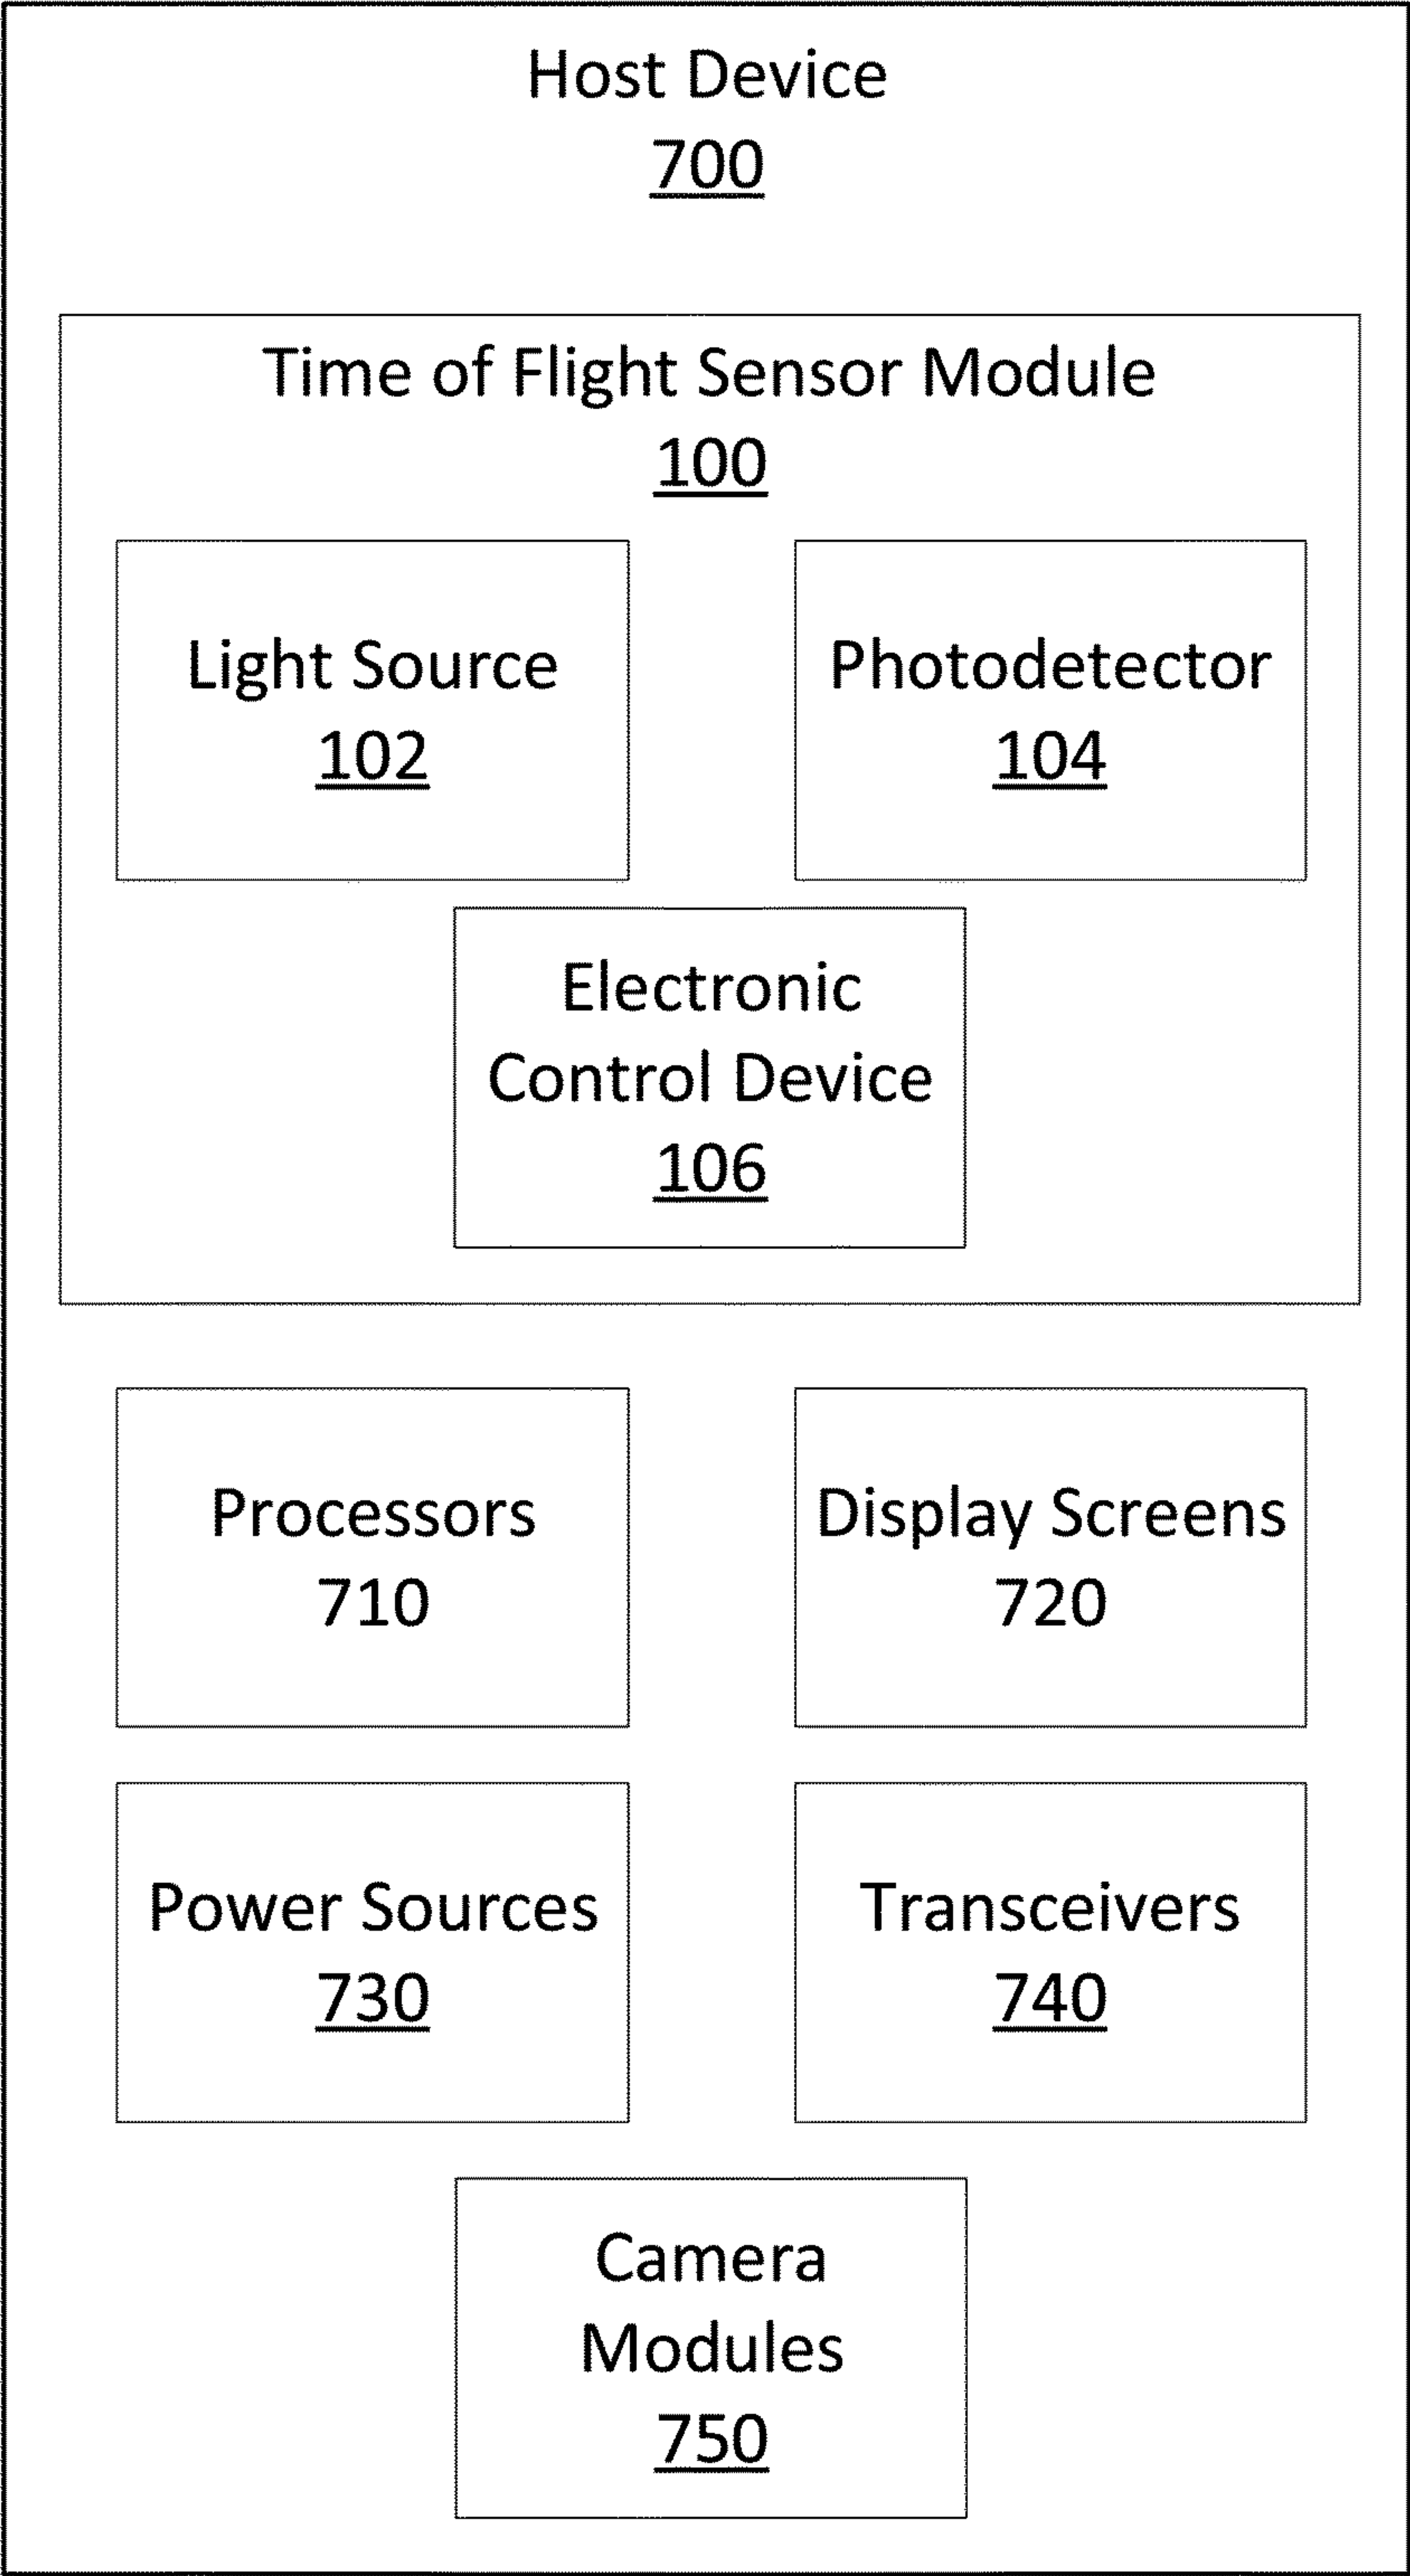 Host Device
700
Time of Flight Sensor Module
100
Light Source
102
Photodetector
104
Electronic
Control Device
106
Processors
710
Display Screens
720
Power Sources
730
Transceivers
740
Camera
Modules
750